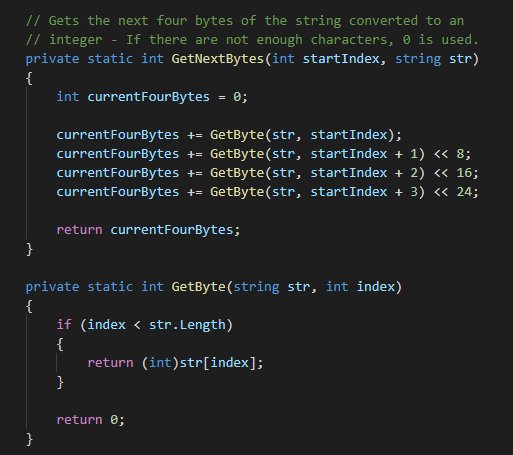 // Gets the next four bytes of the string converted to an
// integer - If there are not enough characters, 0 is used.
private static int GetNextBytes(int startIndex, string str)
{
    int currentFourBytes = 0;

    currentFourBytes += GetByte(str, startIndex);
    currentFourBytes += GetByte(str, startIndex + 1) << 8;
    currentFourBytes += GetByte(str, startIndex + 2) << 16;
    currentFourBytes += GetByte(str, startIndex + 3) << 24;

    return currentFourBytes;
}

private static int GetByte(string str, int index)
{
    if (index < str.Length)
    {
        return (int)str[index];
    }

    return 0;
}